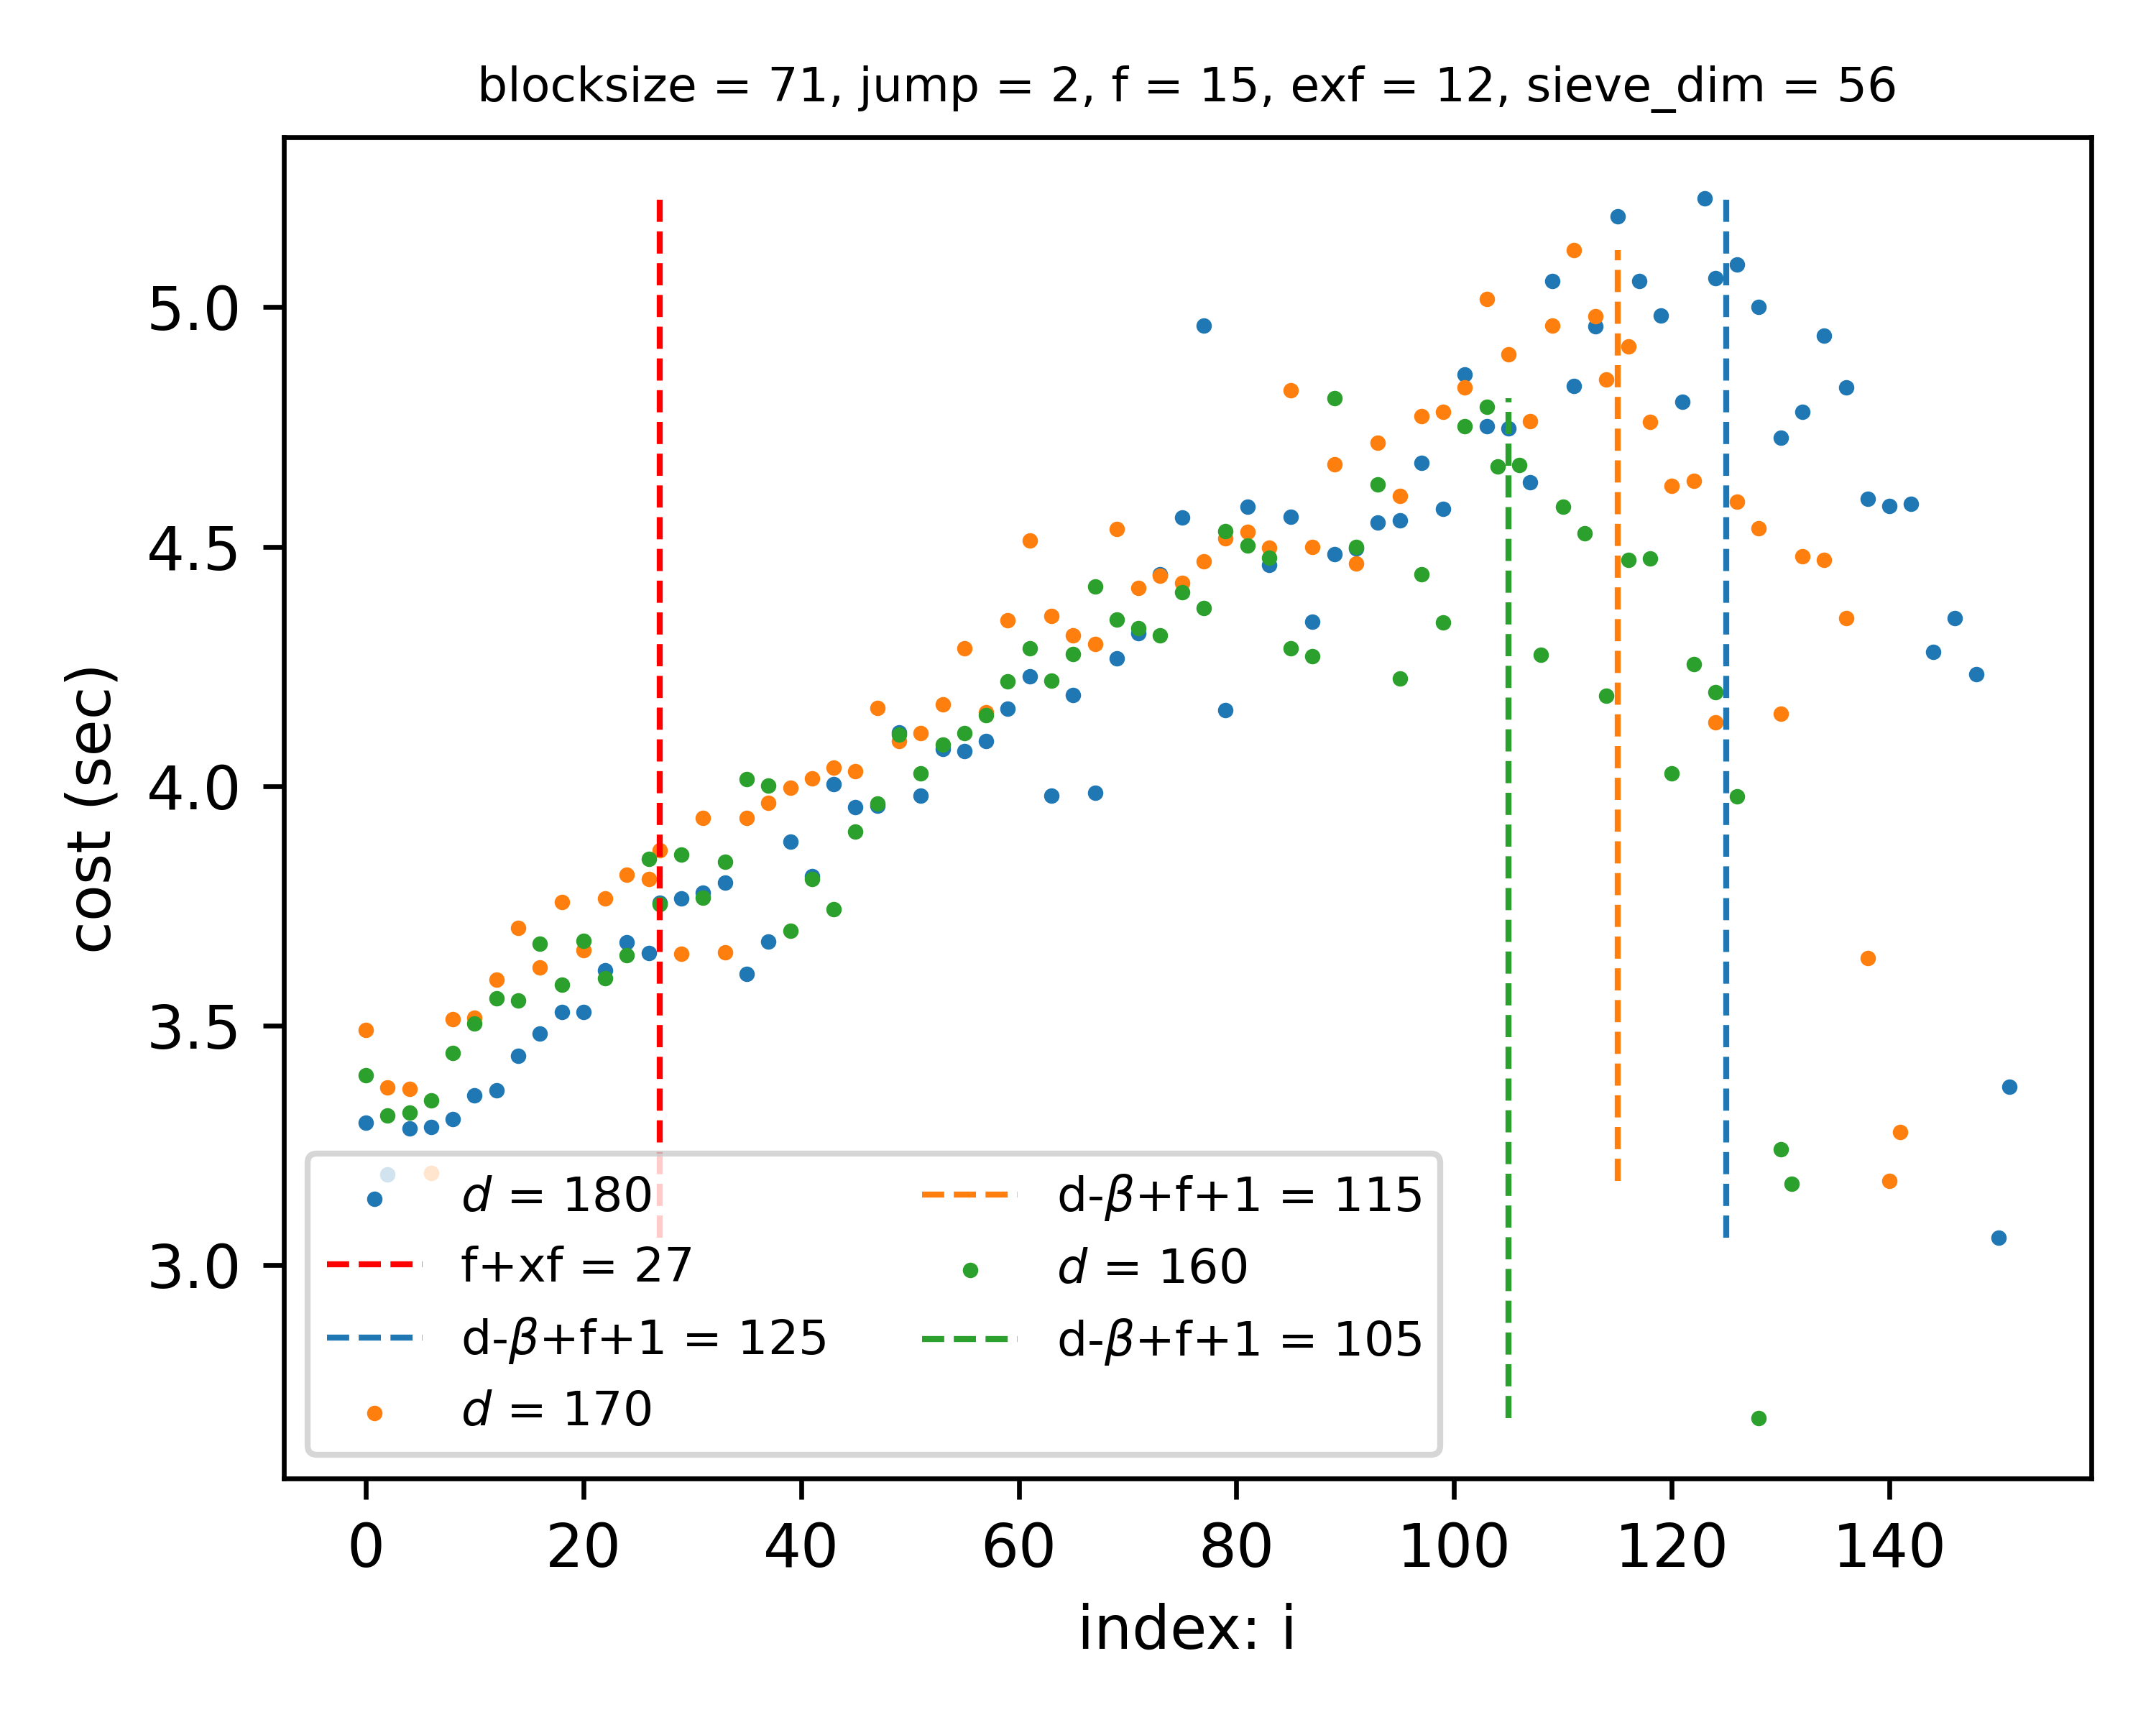 blocksize = 71, jump = 2, f = 15, exf = 12, sieve_dim = 56
cost (sec)
5.0
4.5
4.0
3.5
3.0
d = 180
f+xf = 27
d-β+f+1 = 125
d = 170
d-β+f+1 = 115
d = 160
d-β+f+1 = 105
0 20 40 60 80 100 120 140
index: i